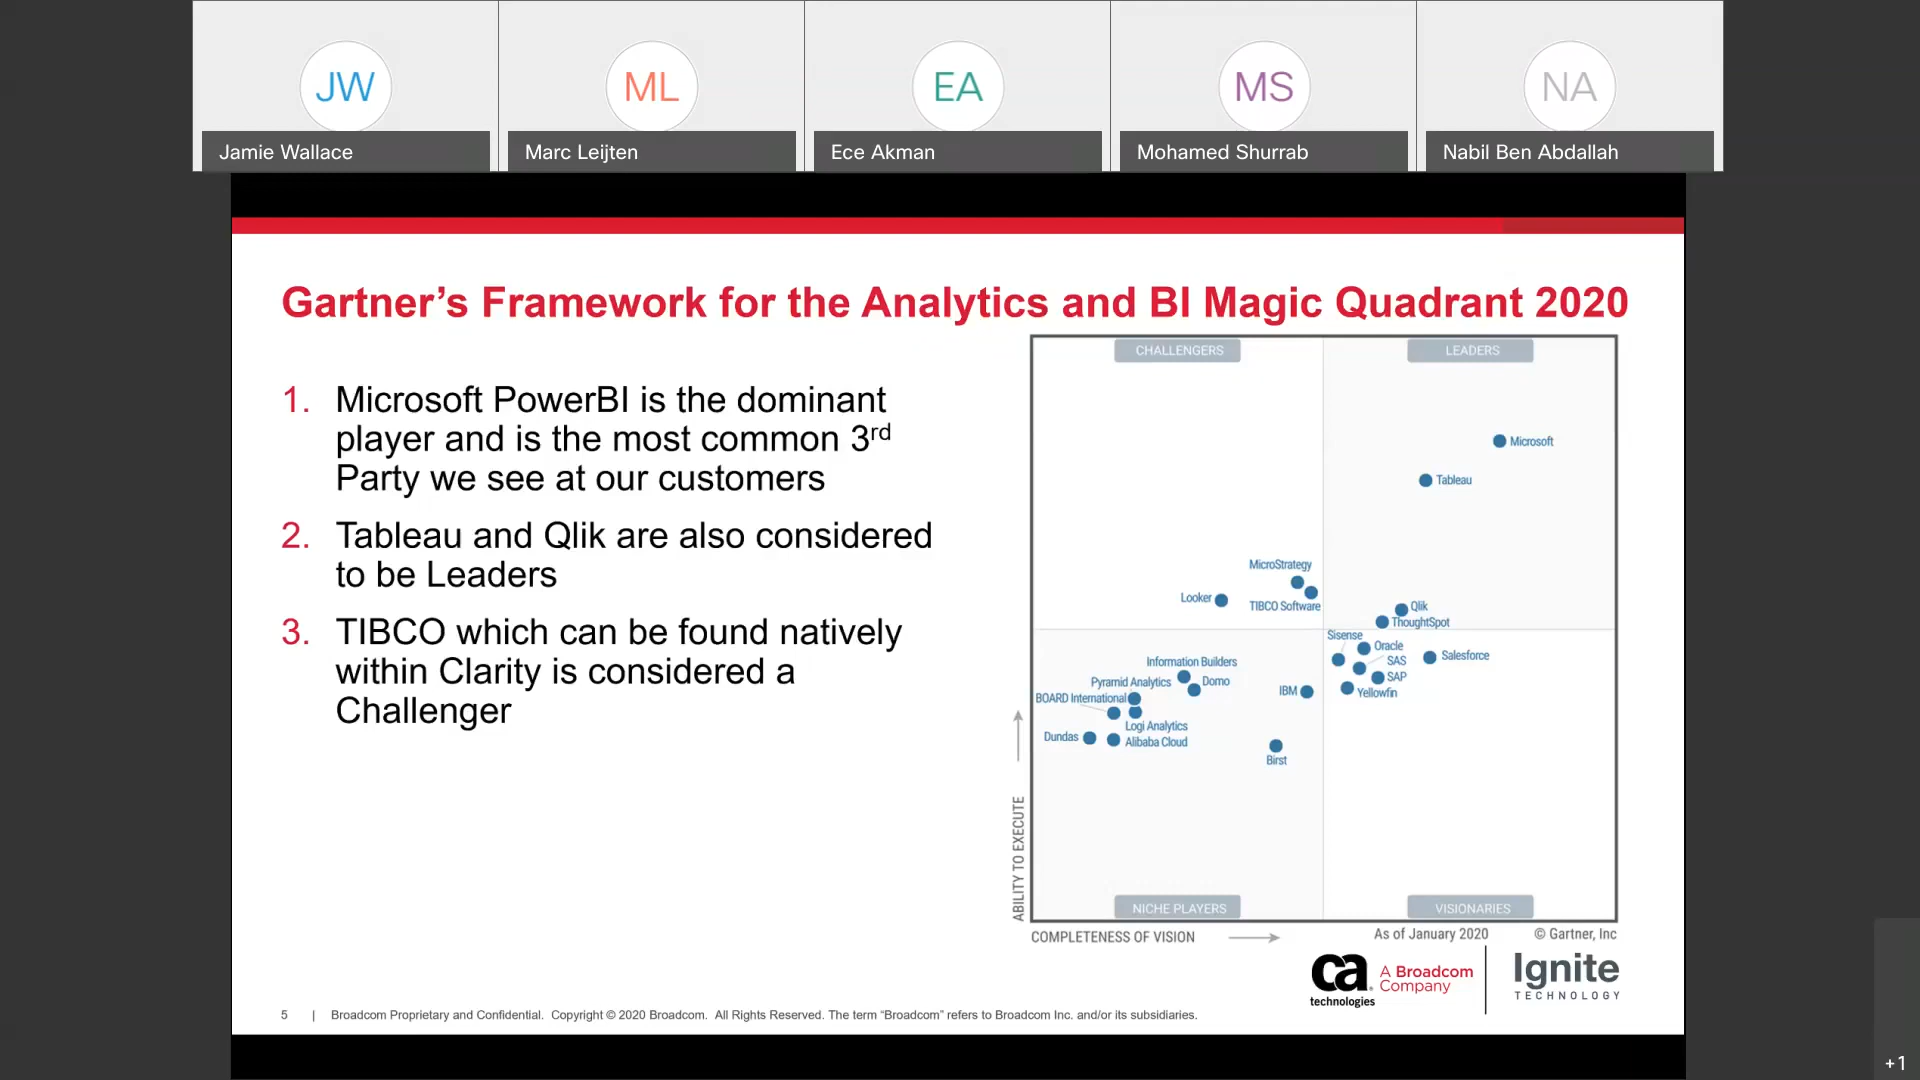 JW
ML
EA
MS
NA
Jamie Wallace
Marc Leijten
Ece Akman
Mohamed Shurrab
Nabil Ben Abdallah
Gartner’s Framework for the Analytics and BI Magic Quadrant 2020
1. Microsoft PowerBI is the dominant
player and is the most common 3rd
Party we see at our customers
2. Tableau and Qlik are also considered
to be Leaders
3. TIBCO which can be found natively
within Clarity is considered a
Challenger
CHALLENGERS
LEADERS
Microsoft
Tableau
MicroStrategy
Looker
TIBCO Software
Qlik
ThoughtSpot
Sisense
Oracle
Salesforce
SAS
SAP
Yellowfin
IBM
Information Builders
Domo
Pyramid Analytics
BOARD International
Logi Analytics
Dundas
Alibaba Cloud
Birst
NICHE PLAYERS
VISIONARIES
ABILITY TO EXECUTE
COMPLETENESS OF VISION
As of January 2020
© Gartner, Inc
ca
technologies
A Broadcom
Company
Ignite
TECHNOLOGY
5 | Broadcom Proprietary and Confidential. Copyright © 2020 Broadcom. All Rights Reserved. The term “Broadcom” refers to Broadcom Inc. and/or its subsidiaries.
+1